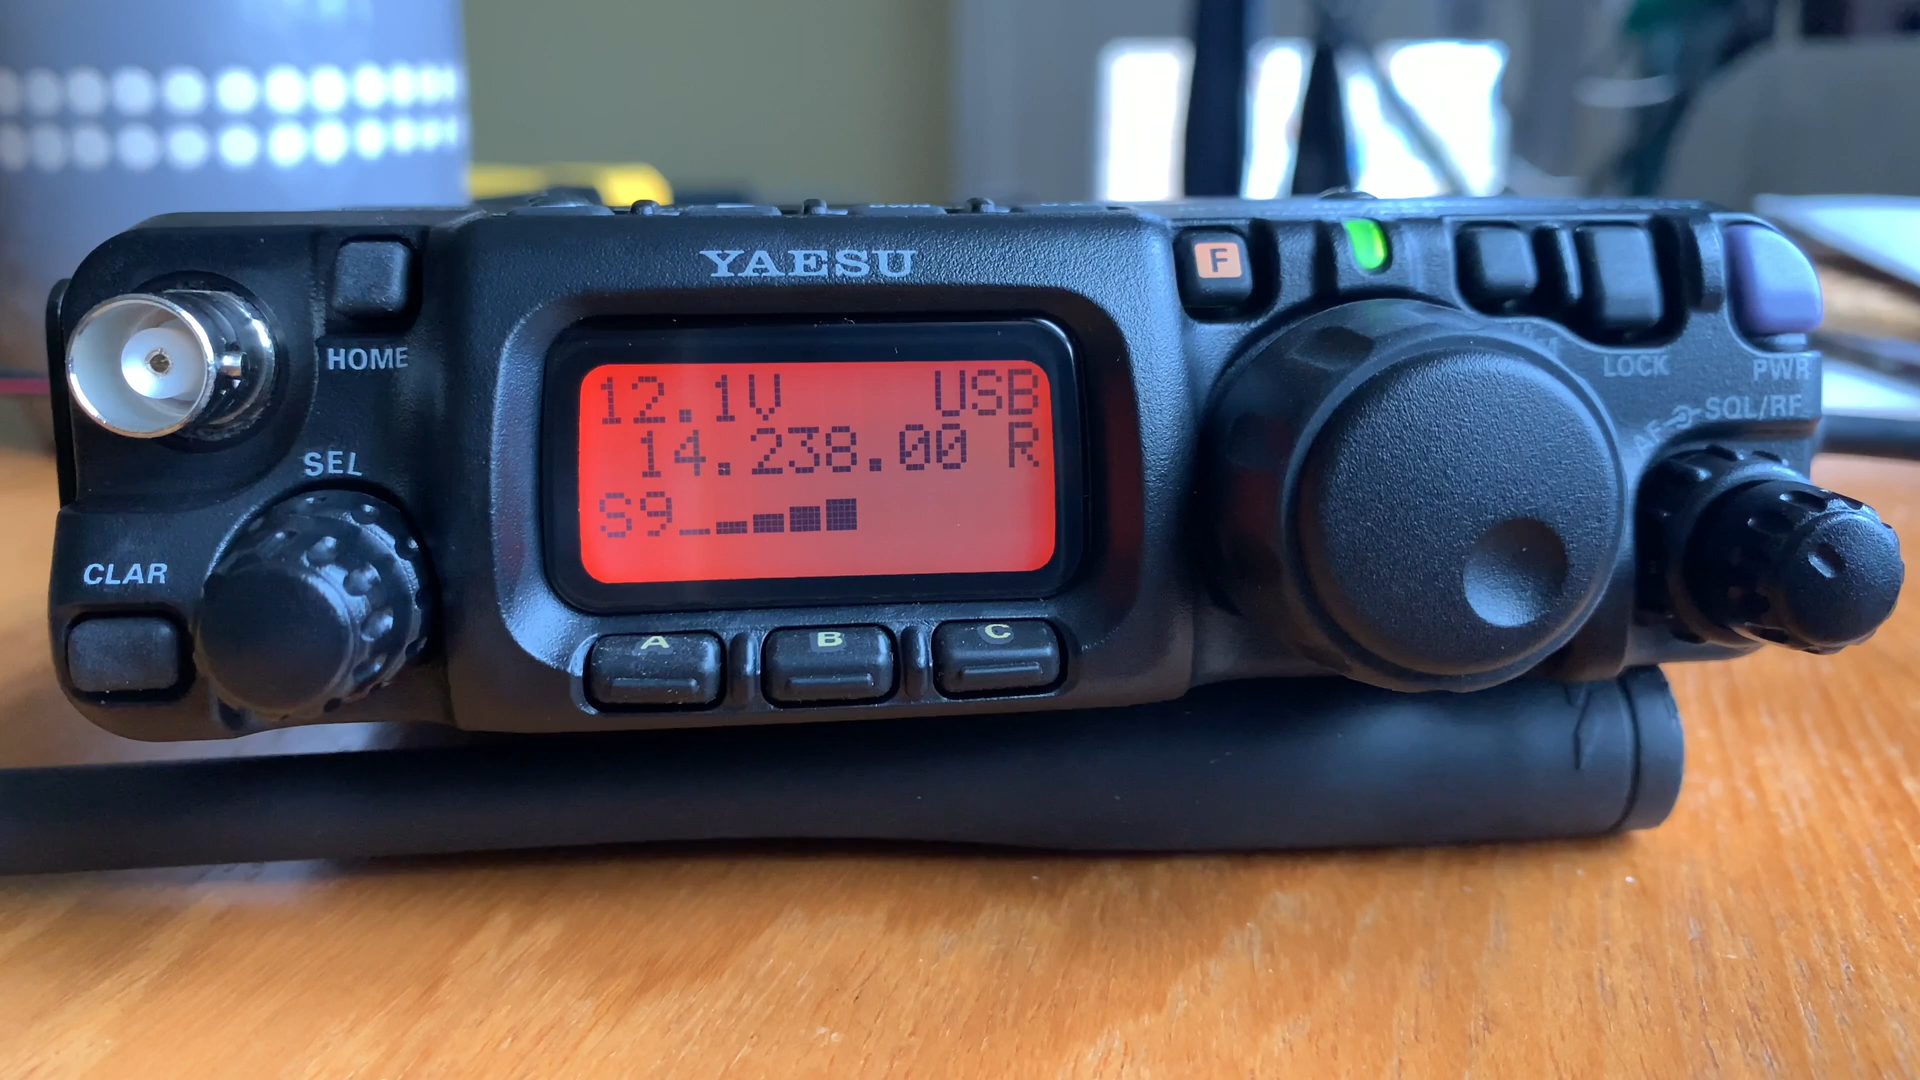 YAESU
F
HOME
LOCK
PWR
12.1V USB
14.238.00 R
S9
AF SQL/RF
SEL
CLAR
A B C